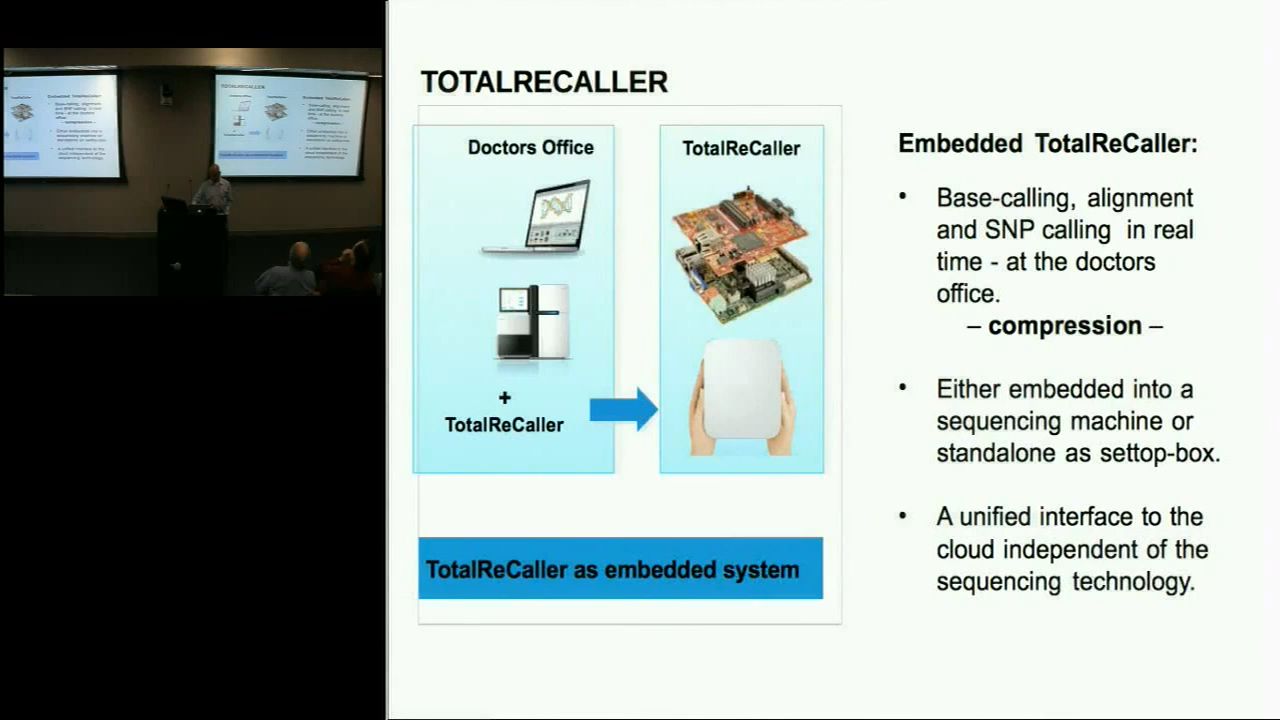 TOTALRECALLER
Doctors Office
+
TotalReCaller
TotalReCaller
TotalReCaller as embedded system
Embedded TotalReCaller:
• Base-calling, alignment
and SNP calling in real
time - at the doctors
office.
– compression –
• Either embedded into a
sequencing machine or
standalone as settop-box.
• A unified interface to the
cloud independent of the
sequencing technology.